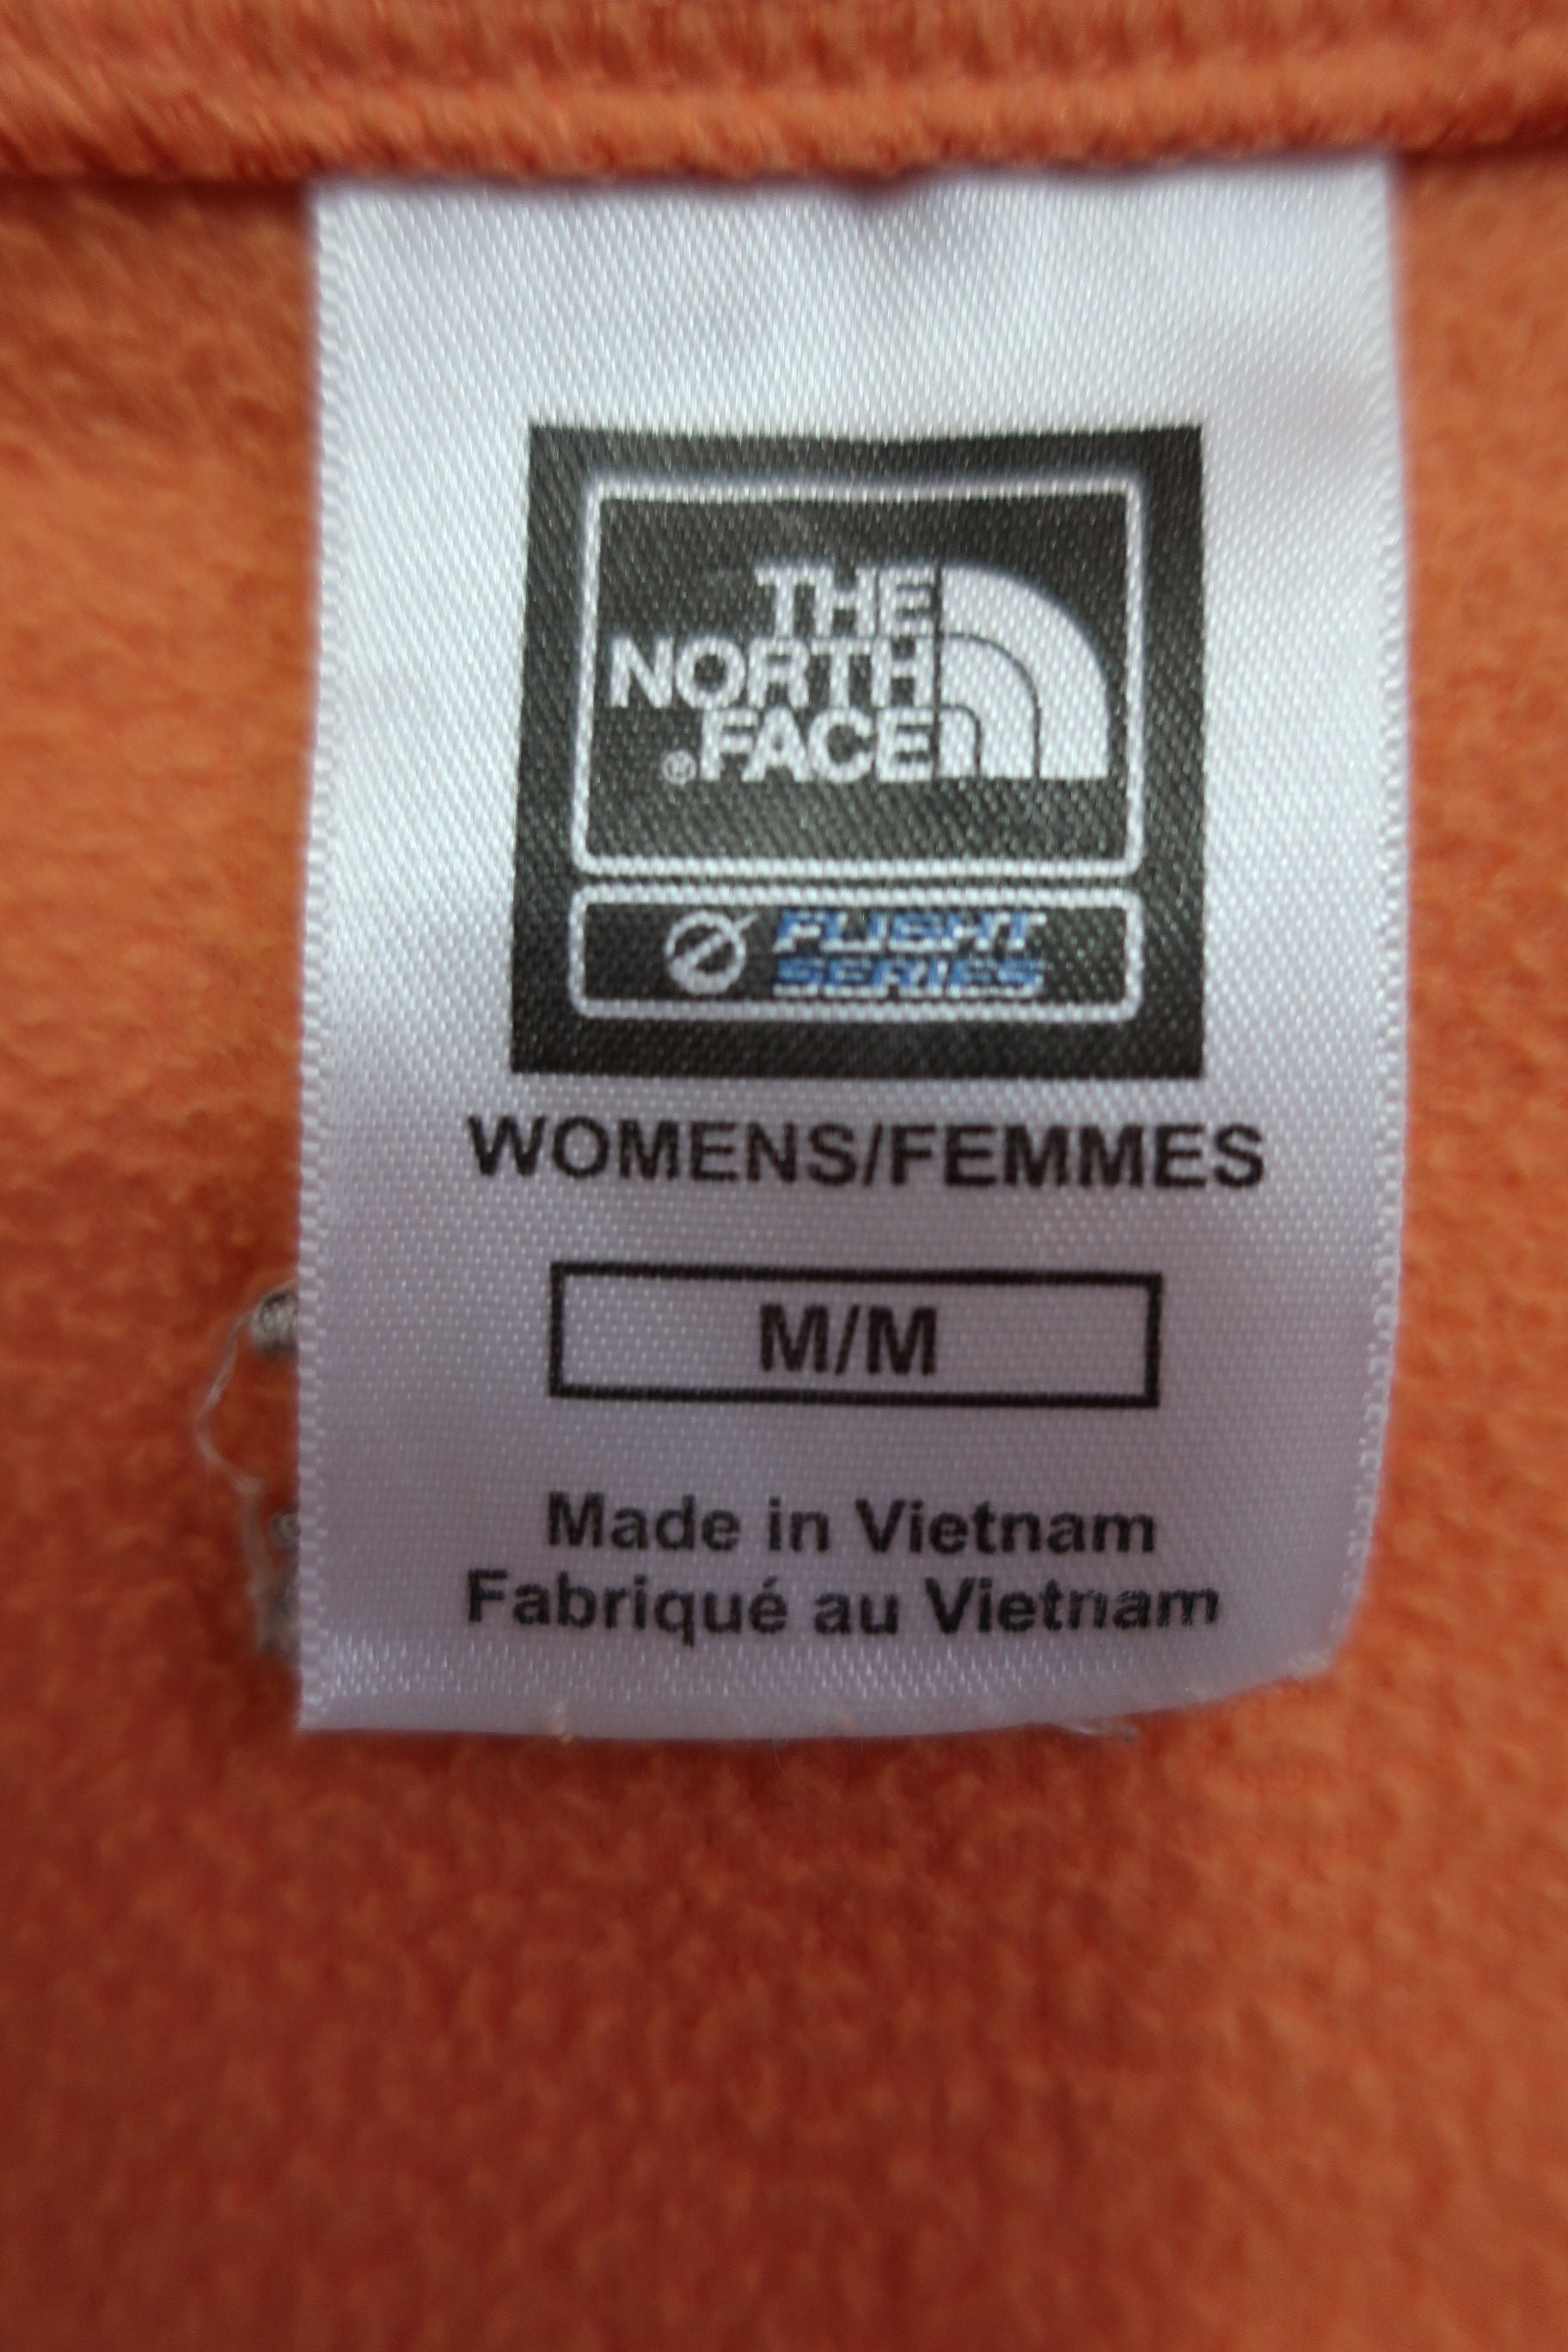 THE
NORTH
®FACE
FLIGHT
SERIES
WOMENS/FEMMES
M/M
Made in Vietnam
Fabriqué au Vietnam